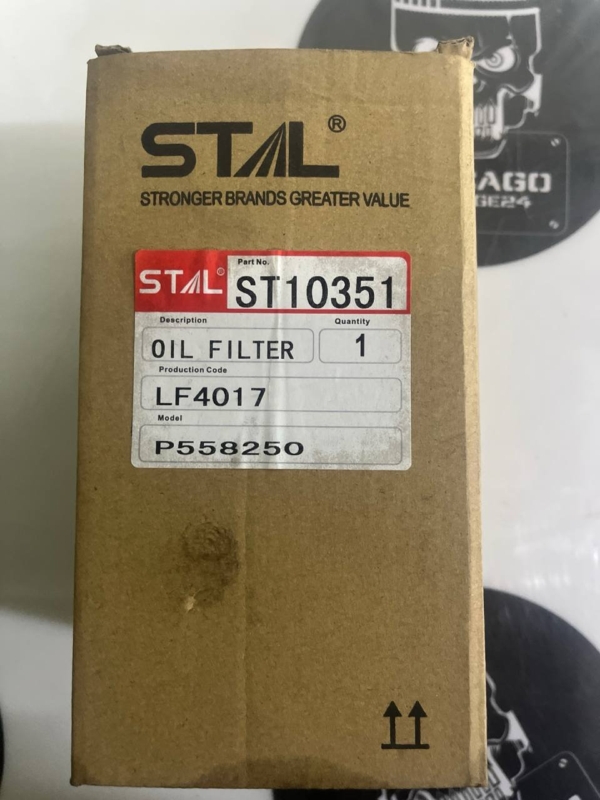 STAL®
STRONGER BRANDS GREATER VALUE
STAL®
Part No.
ST10351
Description
Quantity
OIL FILTER
1
Production Code
LF4017
Model
P558250
AGO
GE24